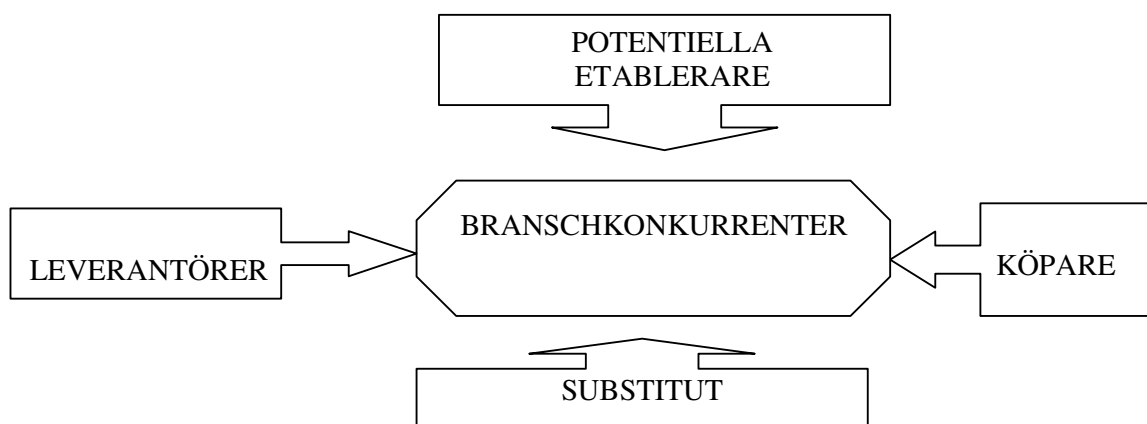 POTENTIELLA
ETABLERARE
BRANSCHKONKURRENTER
LEVERANTÖRER
KÖPARE
SUBSTITUT